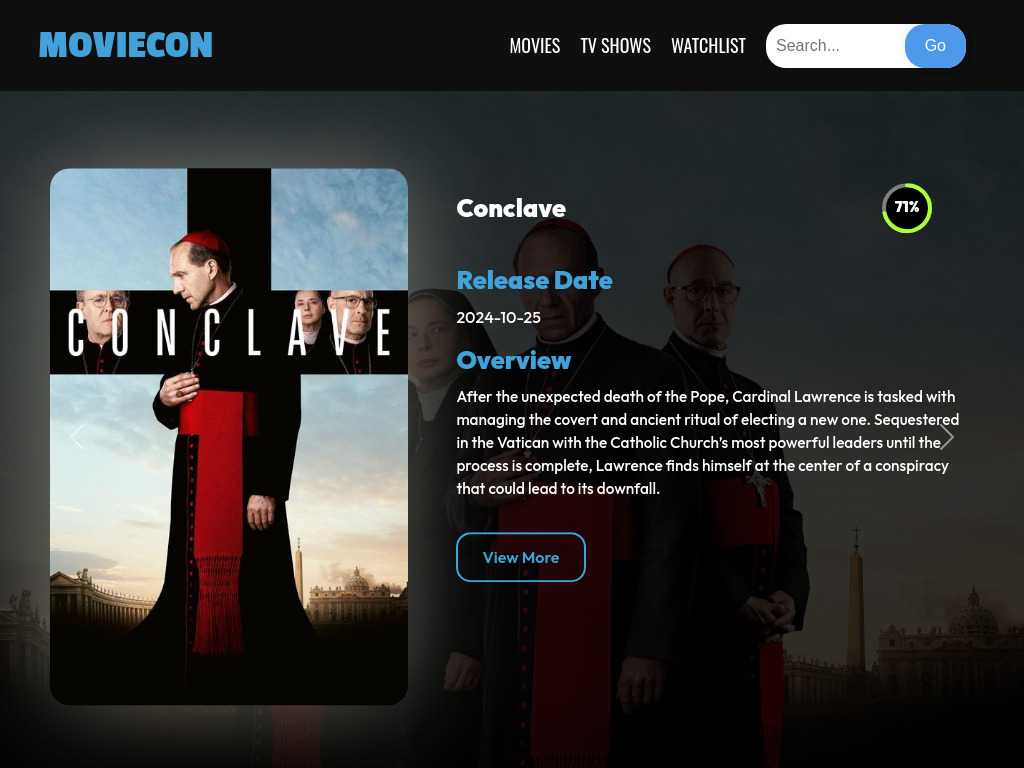 MOVIECON
MOVIES
TV SHOWS
WATCHLIST
Search...
Go
CONCLAVE
Conclave
71%
Release Date
2024-10-25
Overview
After the unexpected death of the Pope, Cardinal Lawrence is tasked with
managing the covert and ancient ritual of electing a new one. Sequestered
in the Vatican with the Catholic Church's most powerful leaders until the
process is complete, Lawrence finds himself at the center of a conspiracy
that could lead to its downfall.
View More